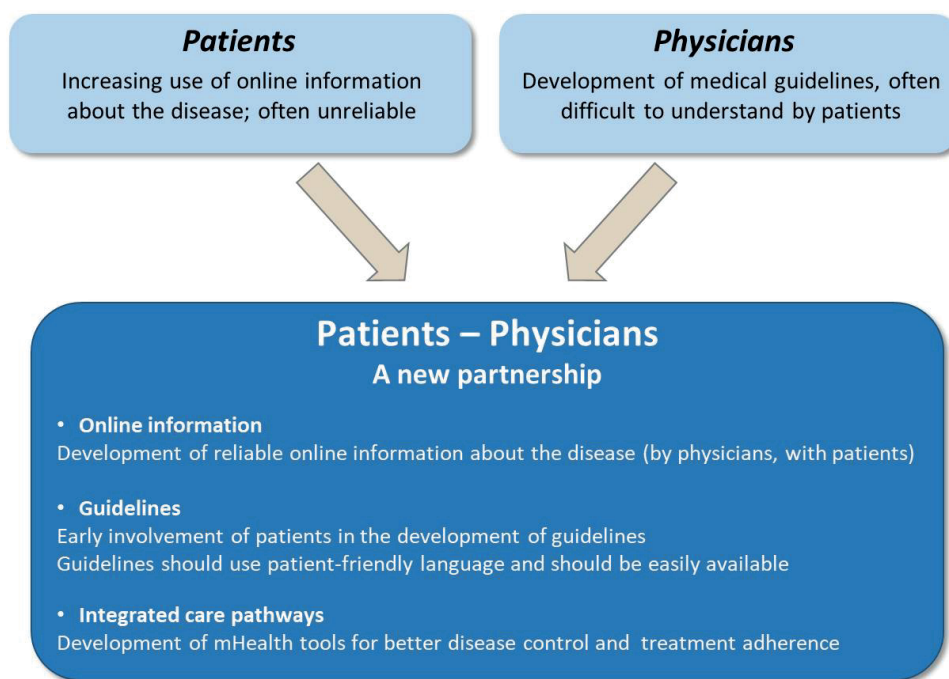 Patients
Increasing use of online information
about the disease; often unreliable
Physicians
Development of medical guidelines, often
difficult to understand by patients
Patients – Physicians
A new partnership
• Online information
Development of reliable online information about the disease (by physicians, with patients)
• Guidelines
Early involvement of patients in the development of guidelines
Guidelines should use patient-friendly language and should be easily available
• Integrated care pathways
Development of mHealth tools for better disease control and treatment adherence